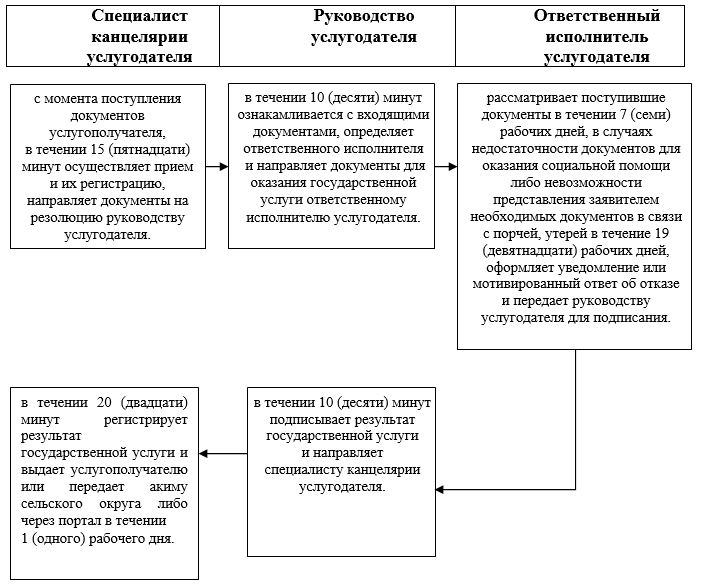 Специалист
канцелярии
услугодателя
Руководство
услугодателя
Ответственный
исполнитель
услугодателя
с момента поступления
документов
услугополучателя,
в течении 15 (пятнадцати)
минут осуществляет прием
и их регистрацию,
направляет документы на
резолюцию руководству
услугодателя.
в течении 10 (десяти) минут
ознакамливается с входящими
документами, определяет
ответственного исполнителя
и направляет документы для
оказания государственной
услуги ответственному
исполнителю услугодателя.
рассматривает поступившие
документы в течении 7 (семи)
рабочих дней, в случаях
недостаточности документов для
оказания социальной помощи
либо невозможности
представления заявителем
необходимых документов в связи
с порчей, утерей в течение 19
(девятнадцати) рабочих дней,
оформляет уведомление или
мотивированный ответ об отказе
и передает руководству
услугодателя для подписания.
в течении 20 (двадцати)
минут регистрирует
результат
государственной услуги и
выдает услугополучателю
или передает акиму
сельского округа либо
через портал в течении
1 (одного) рабочего дня.
в течении 10 (десяти) минут
подписывает результат
государственной услуги
и направляет
специалисту канцелярии
услугодателя.